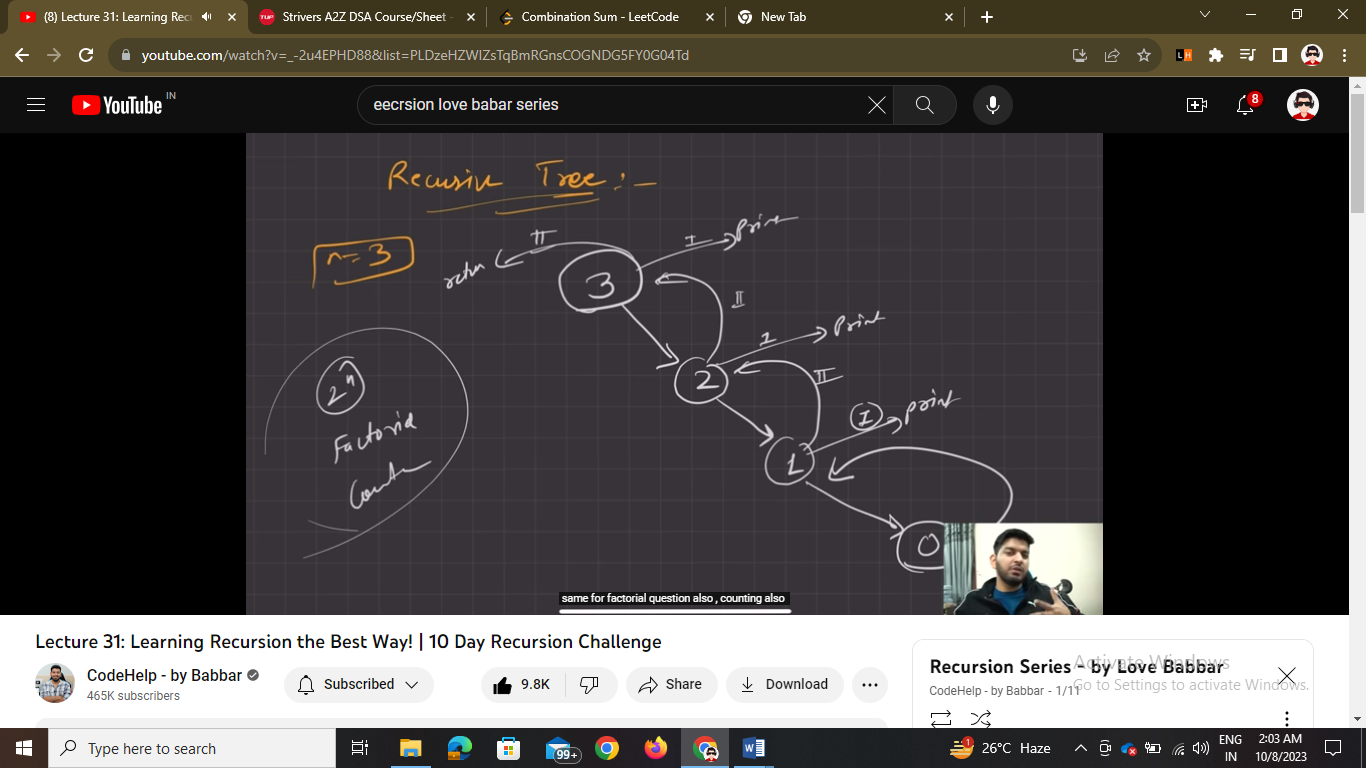 (8) Lecture 31: Learning Rec
Strivers A2Z DSA Course/Sheet -
Combination Sum - LeetCode
New Tab
youtube.com/watch?v=_-2u4EPHD88&list=PLDzeHZWIZsTqBmRGnsCOGNDG5FY0G04Td
YouTube IN
eecrsion love babar series
8
Recursive Tree :-
n=3
return
II
I
Print
3
II
I
Print
2
II
I
Print
1
0
2^n
Factorial
Count
same for factorial question also , counting also
Lecture 31: Learning Recursion the Best Way! | 10 Day Recursion Challenge
CodeHelp - by Babbar
465K subscribers
Subscribed
9.8K
Share
Download
Recursion Series - by Love Babbar
CodeHelp - by Babbar - 1/11
Activate Windows
Go to Settings to activate Windows.
Type here to search
99+
1
26°C Haze
ENG
IN
2:03 AM
10/8/2023